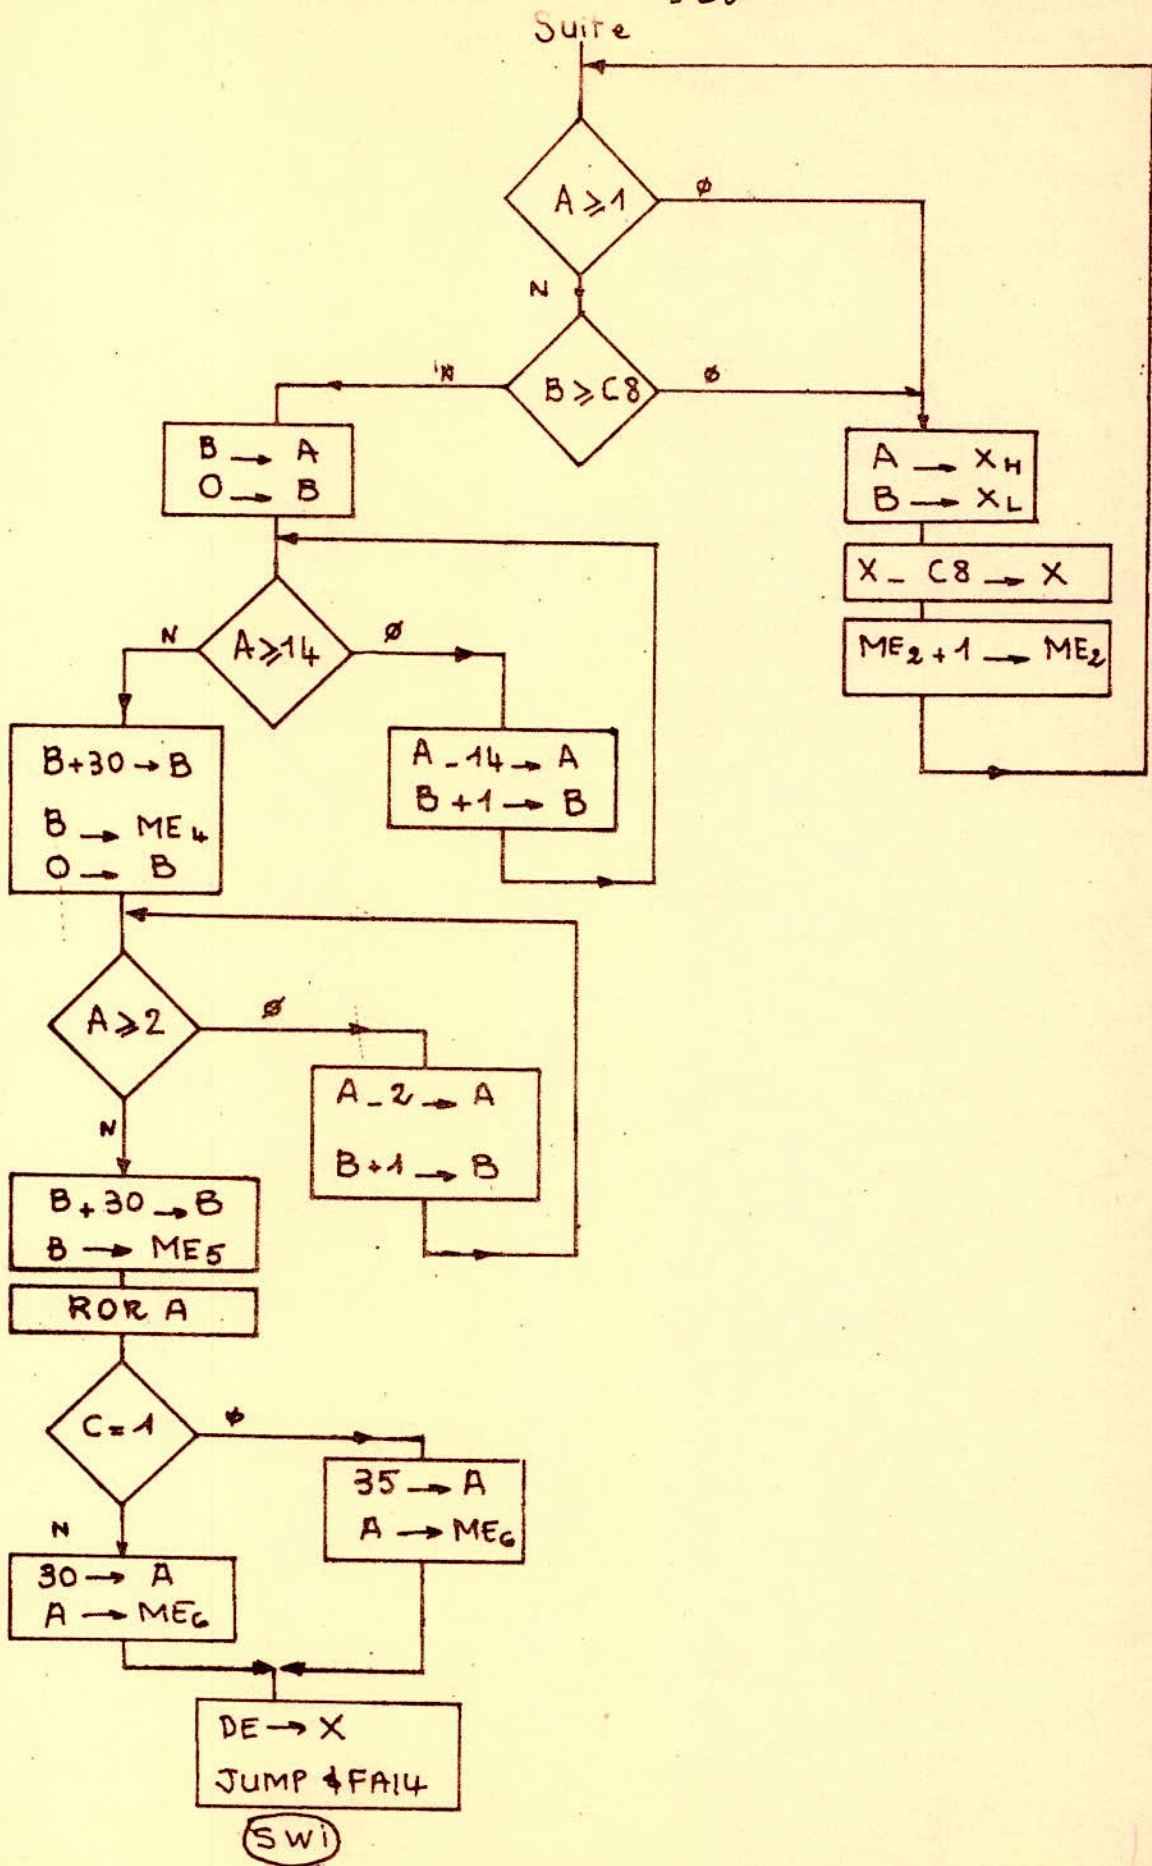 Suite
A ⩾ 1
ø
N
B ⩾ C8
N
ø
B → A
O → B
A → XH
B → XL
X - C8 → X
ME2 + 1 → ME2
A ⩾ 14
N
ø
B + 30 → B
B → ME4
O → B
A - 14 → A
B + 1 → B
A ⩾ 2
ø
N
A - 2 → A
B + 1 → B
B + 30 → B
B → ME5
ROR A
C = 1
ø
N
35 → A
A → ME6
30 → A
A → ME6
DE → X
JUMP $FA14
SWI